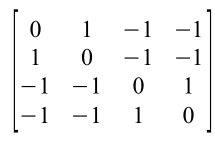 0 1 −1 −1
1 0 −1 −1
−1 −1 0 1
−1 −1 1 0